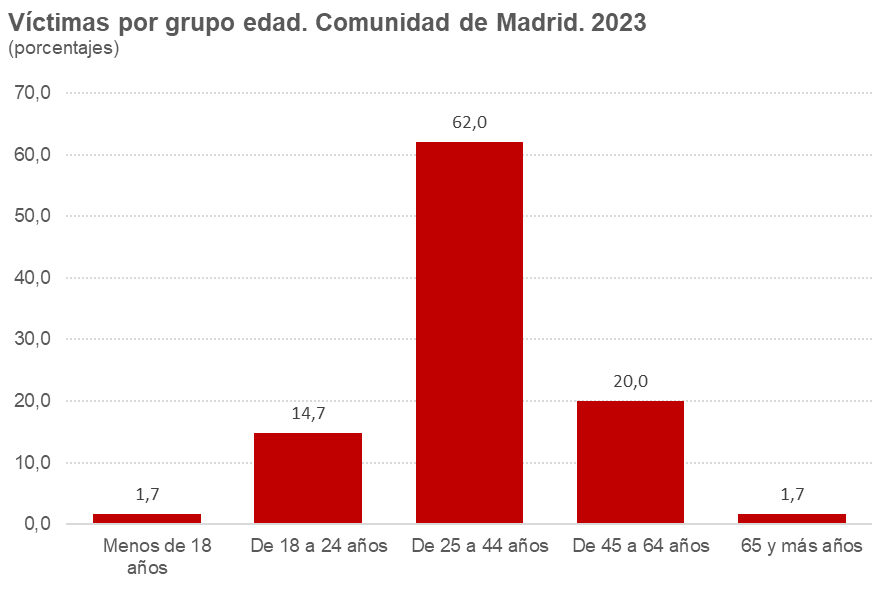 Víctimas por grupo edad. Comunidad de Madrid. 2023
(porcentajes)
70,0
60,0
50,0
40,0
30,0
20,0
10,0
0,0
1,7
14,7
62,0
20,0
1,7
Menos de 18
años
De 18 a 24 años
De 25 a 44 años
De 45 a 64 años
65 y más años